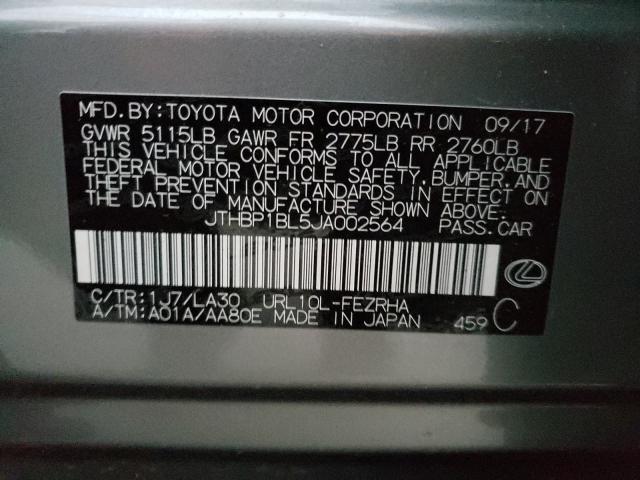 MFD.BY:TOYOTA MOTOR CORPORATION 09/17
GVWR 5115LB GAWR FR 2775LB RR 2760LB
THIS VEHICLE CONFORMS TO ALL APPLICABLE
FEDERAL MOTOR VEHICLE SAFETY, BUMPER, AND
THEFT PREVENTION STANDARDS IN EFFECT ON
THE DATE OF MANUFACTURE SHOWN ABOVE.
JTHBP1BL5JA002564 PASS.CAR
C/TR:1J7/LA30 URL10L-FEZRHA
A/TM:A01A/AA80E MADE IN JAPAN 459 C